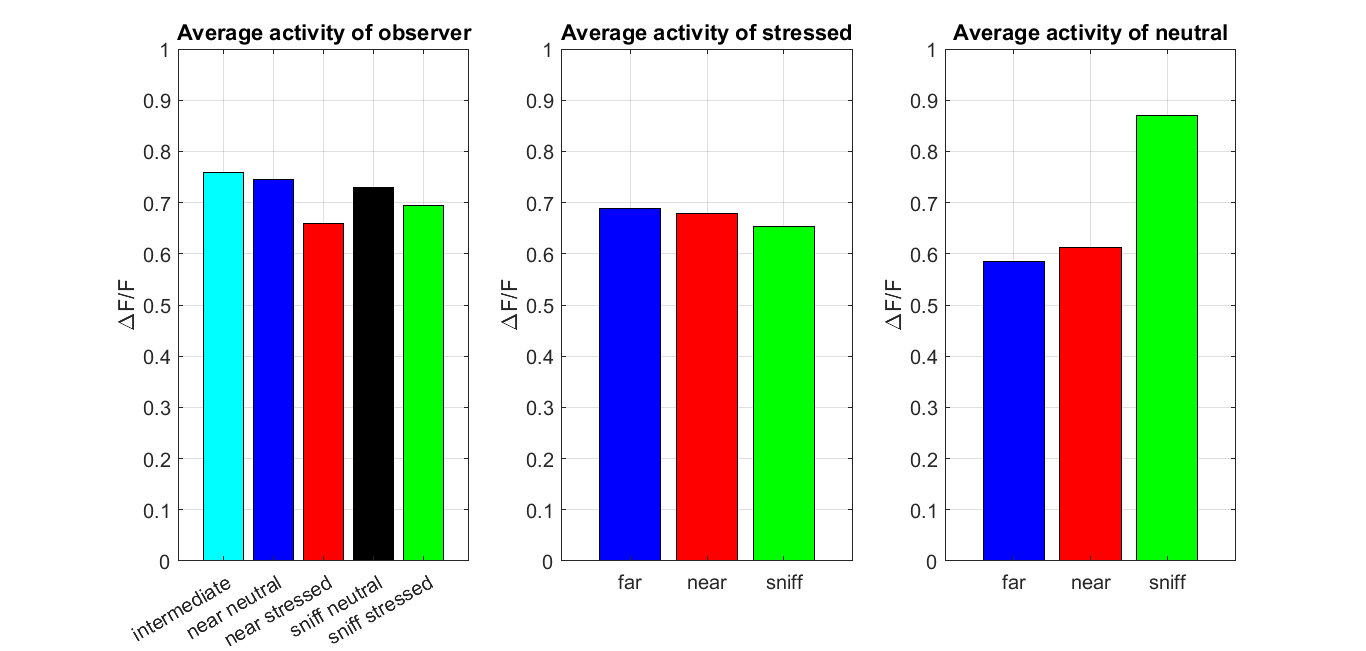 Average activity of observer
1
0.9
0.8
0.7
0.6
0.5
0.4
0.3
0.2
0.1
0
ΔF/F
intermediate
near neutral
near stressed
sniff neutral
sniff stressed
Average activity of stressed
1
0.9
0.8
0.7
0.6
0.5
0.4
0.3
0.2
0.1
0
ΔF/F
far
near
sniff
Average activity of neutral
1
0.9
0.8
0.7
0.6
0.5
0.4
0.3
0.2
0.1
0
ΔF/F
far
near
sniff